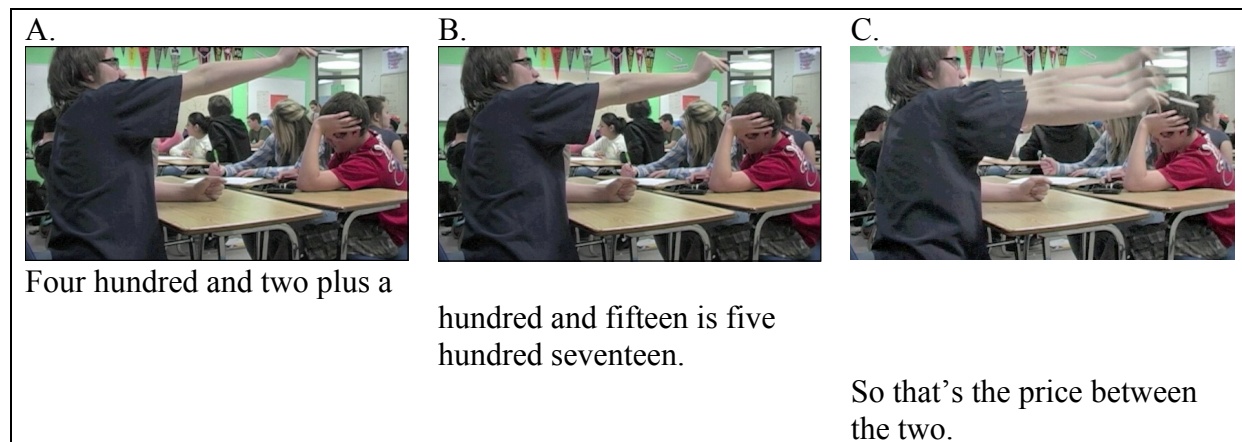 A.
Four hundred and two plus a
B.
hundred and fifteen is five
hundred seventeen.
C.
So that's the price between
the two.